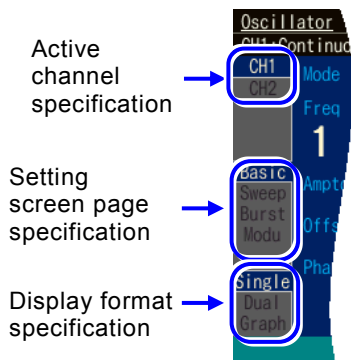 Active
channel
specification
Setting
screen page
specification
Display format
specification
Oscillator
CH1:Continuo
CH1
CH2
Mode
Freq
1
Basic
Sweep
Burst
Modu
Amptd
Offs
Pha
Single
Dual
Graph